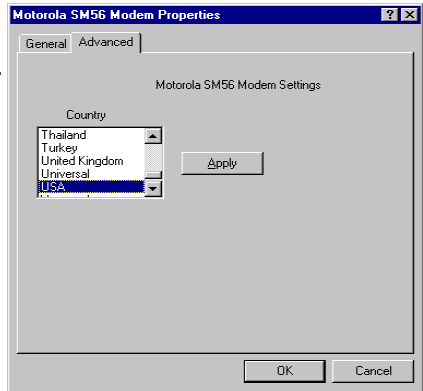 Motorola SM56 Modem Properties
General Advanced
Motorola SM56 Modem Settings
Country
Thailand
Turkey
United Kingdom
Universal
USA
Apply
OK Cancel